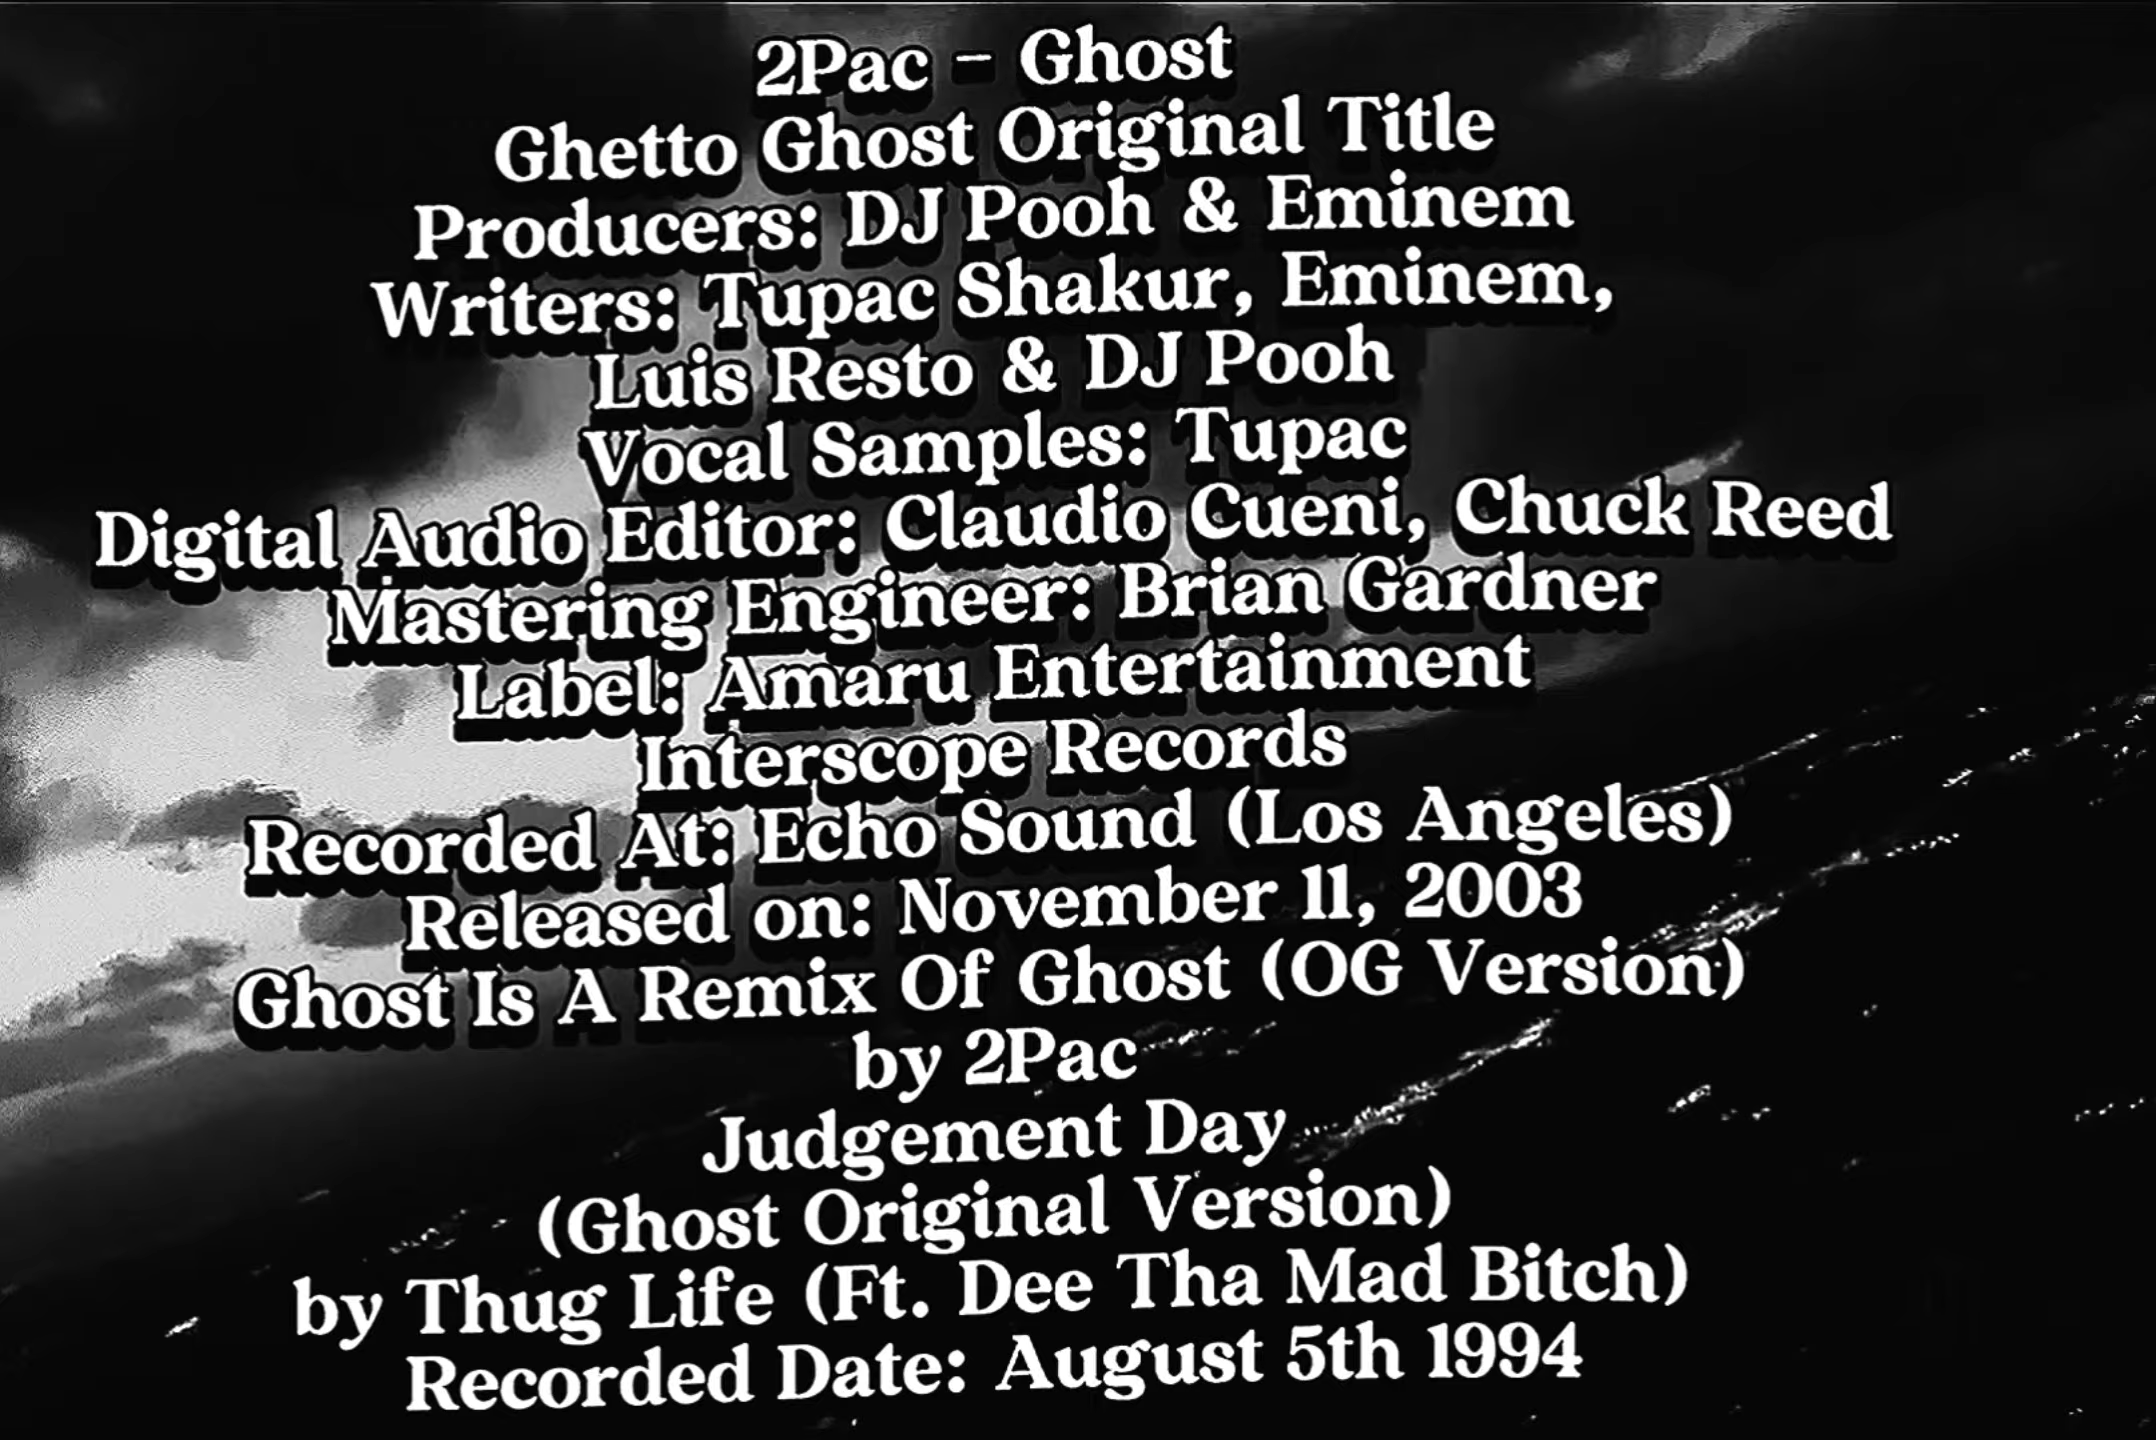 2Pac - Ghost
Ghetto Ghost Original Title
Producers: DJ Pooh & Eminem
Writers: Tupac Shakur, Eminem,
Luis Resto & DJ Pooh
Vocal Samples: Tupac
Digital Audio Editor: Claudio Cueni, Chuck Reed
Mastering Engineer: Brian Gardner
Label: Amaru Entertainment
Interscope Records
Recorded At: Echo Sound (Los Angeles)
Released on: November 11, 2003
Ghost Is A Remix Of Ghost (OG Version)
by 2Pac
Judgement Day
(Ghost Original Version)
by Thug Life (Ft. Dee Tha Mad Bitch)
Recorded Date: August 5th 1994